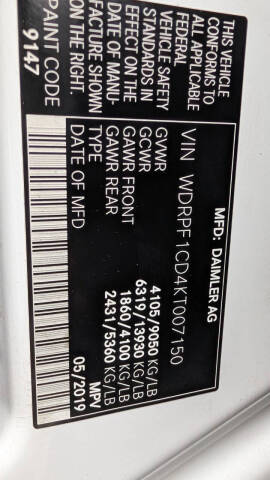 MFD: DAIMLER AG
VIN WDRPF1CD4KT007150
GVWR 4105/9050 KG/LB
GCWR 6319/13930 KG/LB
GAWR FRONT 1860/4100 KG/LB
GAWR REAR 2431/5360 KG/LB
TYPE MPV
DATE OF MFD 05/2019
THIS VEHICLE
CONFORMS TO
ALL APPLICABLE
FEDERAL
VEHICLE SAFETY
STANDARDS IN
EFFECT ON THE
DATE OF MANU-
FACTURE SHOWN
ON THE RIGHT.
PAINT CODE
9147